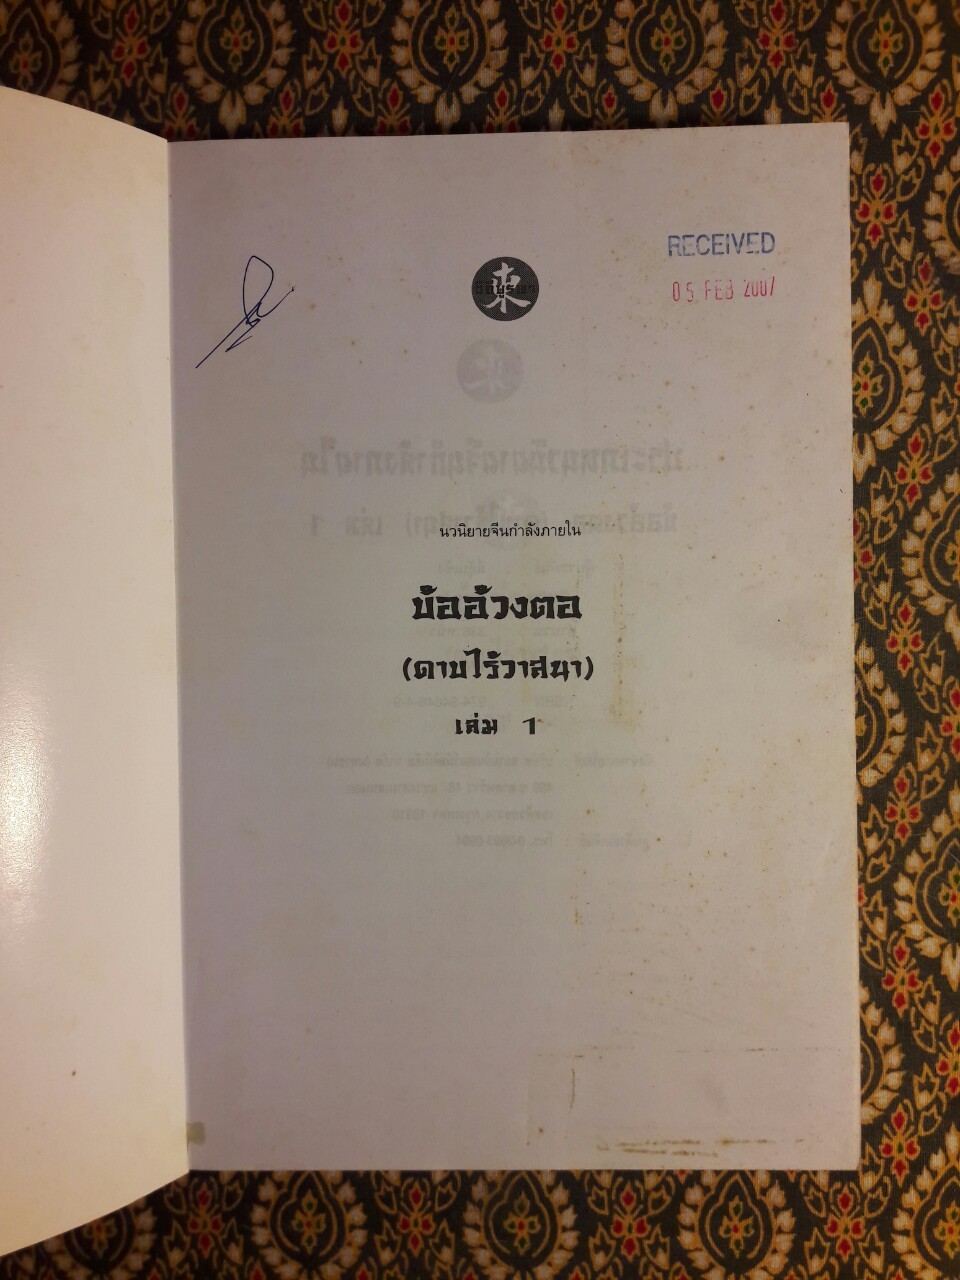 RECEIVED
05 FEB 2007
東
นวนิยายจีนกำลังภายใน
บ้ออ้วงตอ
(ดาบไร้วาสนา)
เล่ม 1